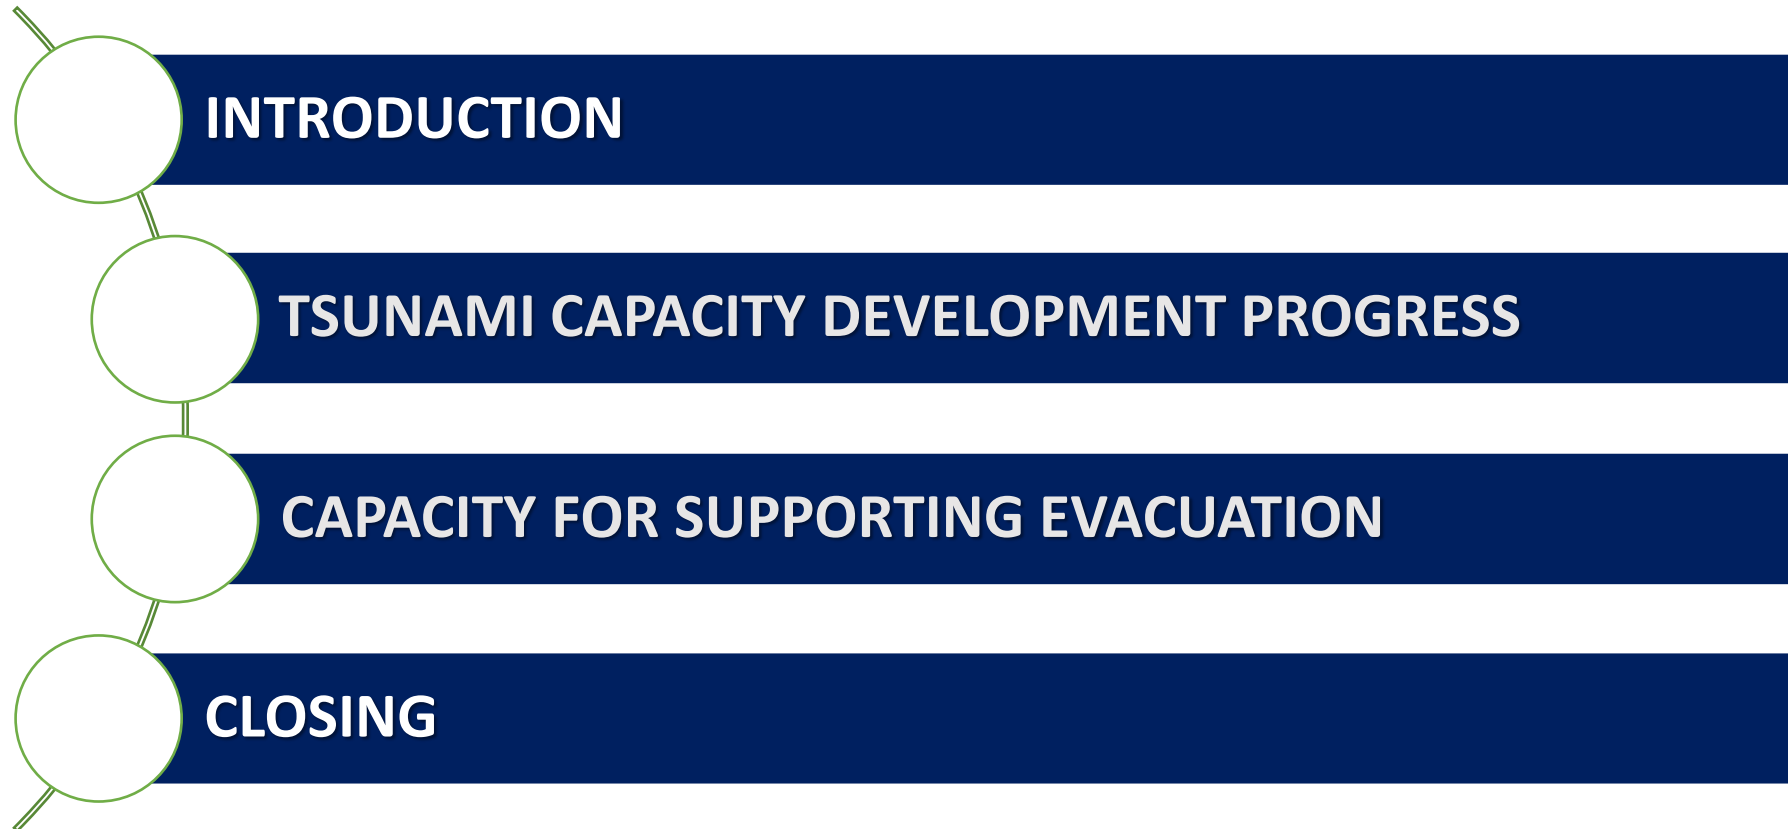 INTRODUCTION
TSUNAMI CAPACITY DEVELOPMENT PROGRESS
CAPACITY FOR SUPPORTING EVACUATION
CLOSING